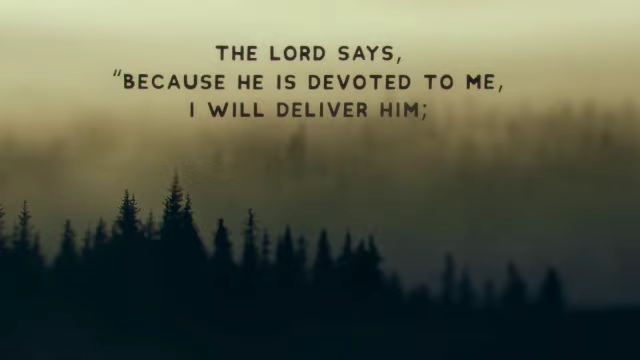 THE LORD SAYS,
“BECAUSE HE IS DEVOTED TO ME,
I WILL DELIVER HIM;